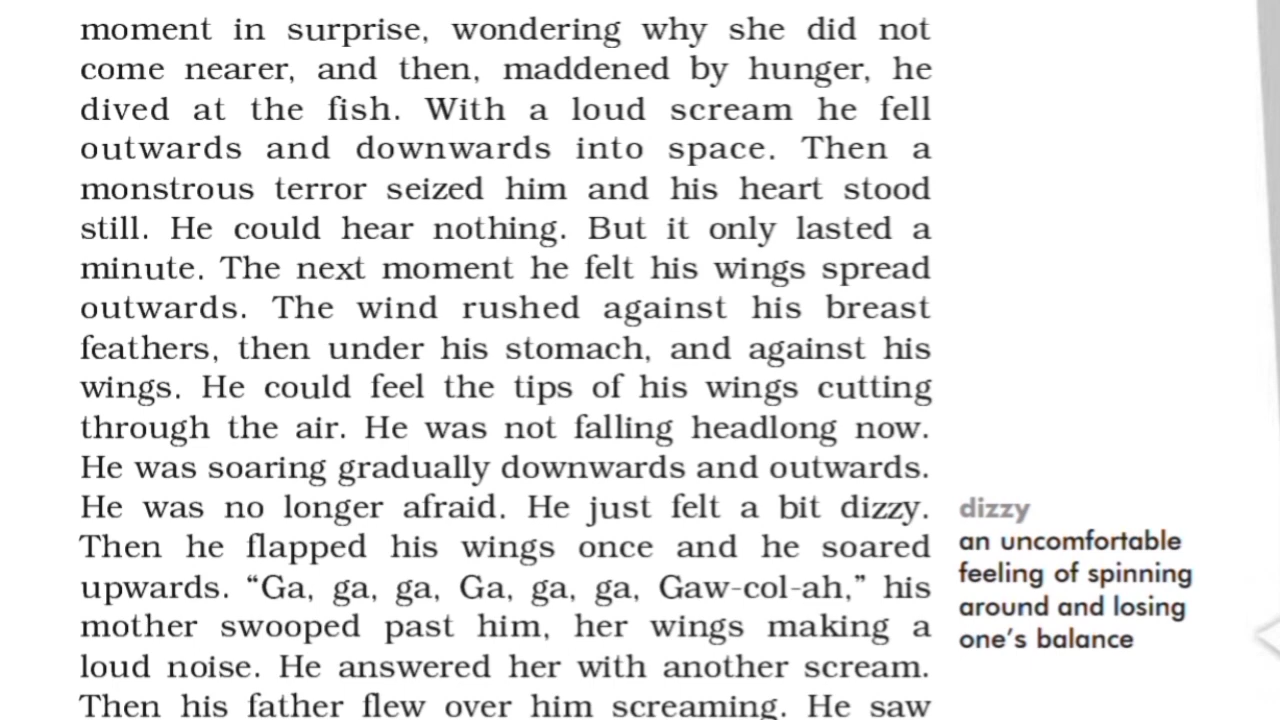 moment in surprise, wondering why she did not
come nearer, and then, maddened by hunger, he
dived at the fish. With a loud scream he fell
outwards and downwards into space. Then a
monstrous terror seized him and his heart stood
still. He could hear nothing. But it only lasted a
minute. The next moment he felt his wings spread
outwards. The wind rushed against his breast
feathers, then under his stomach, and against his
wings. He could feel the tips of his wings cutting
through the air. He was not falling headlong now.
He was soaring gradually downwards and outwards.
He was no longer afraid. He just felt a bit dizzy.
Then he flapped his wings once and he soared
upwards. “Ga, ga, ga, Ga, ga, ga, Gaw-col-ah,” his
mother swooped past him, her wings making a
loud noise. He answered her with another scream.
Then his father flew over him screaming. He saw
dizzy
an uncomfortable
feeling of spinning
around and losing
one’s balance